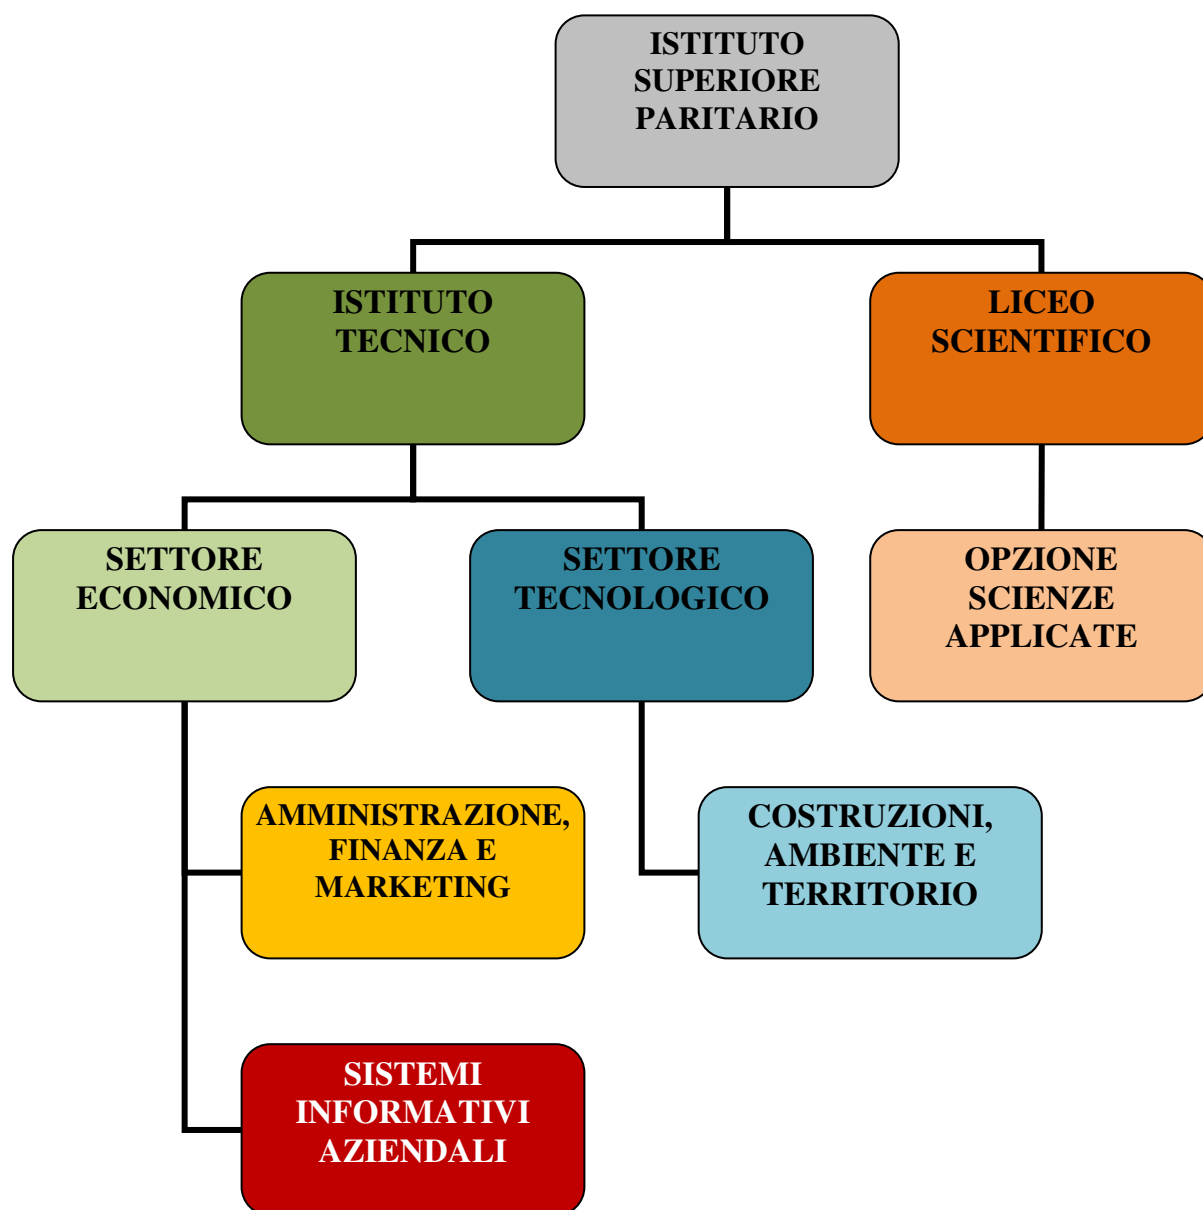 ISTITUTO
SUPERIORE
PARITARIO
ISTITUTO
TECNICO
LICEO
SCIENTIFICO
SETTORE
ECONOMICO
SETTORE
TECNOLOGICO
OPZIONE
SCIENZE
APPLICATE
AMMINISTRAZIONE,
FINANZA E
MARKETING
COSTRUZIONI,
AMBIENTE E
TERRITORIO
SISTEMI
INFORMATIVI
AZIENDALI